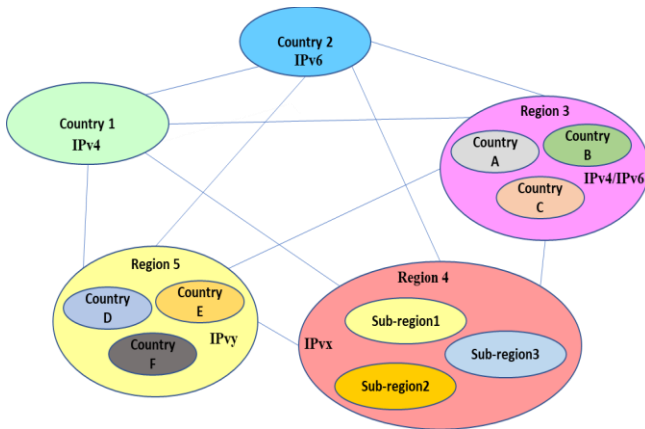 Country 2
IPv6
Country 1
IPv4
Region 3
Country
A
Country
B
Country
C
IPv4/IPv6
Region 5
Country
D
Country
E
Country
F
IPvy
Region 4
IPvx
Sub-region1
Sub-region3
Sub-region2